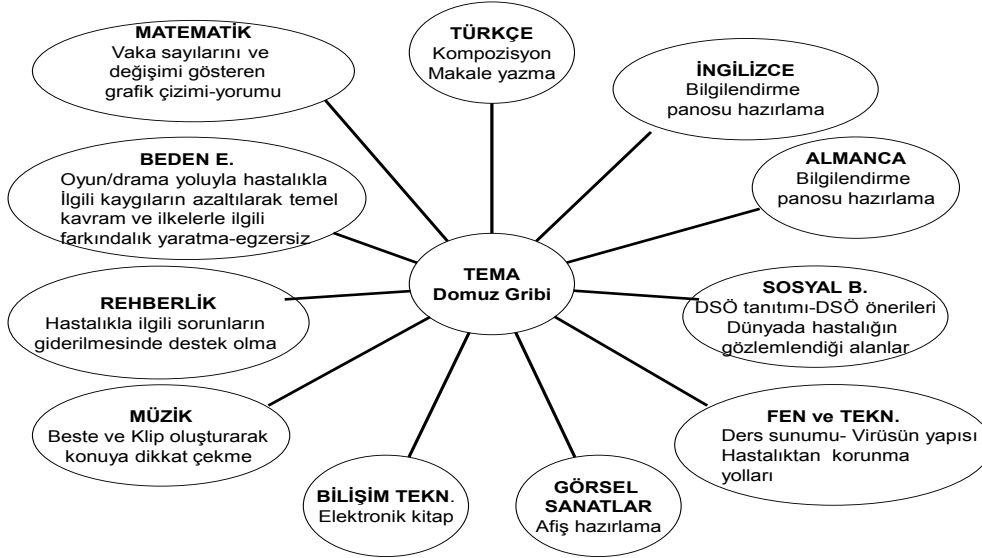 MATEMATİK
Vaka sayılarını ve
değişimi gösteren
grafik çizimi-yorumu
TÜRKÇE
Kompozisyon
Makale yazma
İNGİLİZCE
Bilgilendirme
panosu hazırlama
BEDEN E.
Oyun/drama yoluyla hastalıkla
İlgili kaygıların azaltılarak temel
kavram ve ilkelerle ilgili
farkındalık yaratma-egzersiz
ALMANCA
Bilgilendirme
panosu hazırlama
TEMA
Domuz Gribi
REHBERLİK
Hastalıkla ilgili sorunların
giderilmesinde destek olma
SOSYAL B.
DSÖ tanıtımı-DSÖ önerileri
Dünyada hastalığın
gözlemlendiği alanlar
MÜZİK
Beste ve Klip oluşturarak
konuya dikkat çekme
FEN ve TEKN.
Ders sunumu- Virüsün yapısı
Hastalıktan korunma
yolları
BİLİŞİM TEKN.
Elektronik kitap
GÖRSEL
SANATLAR
Afiş hazırlama